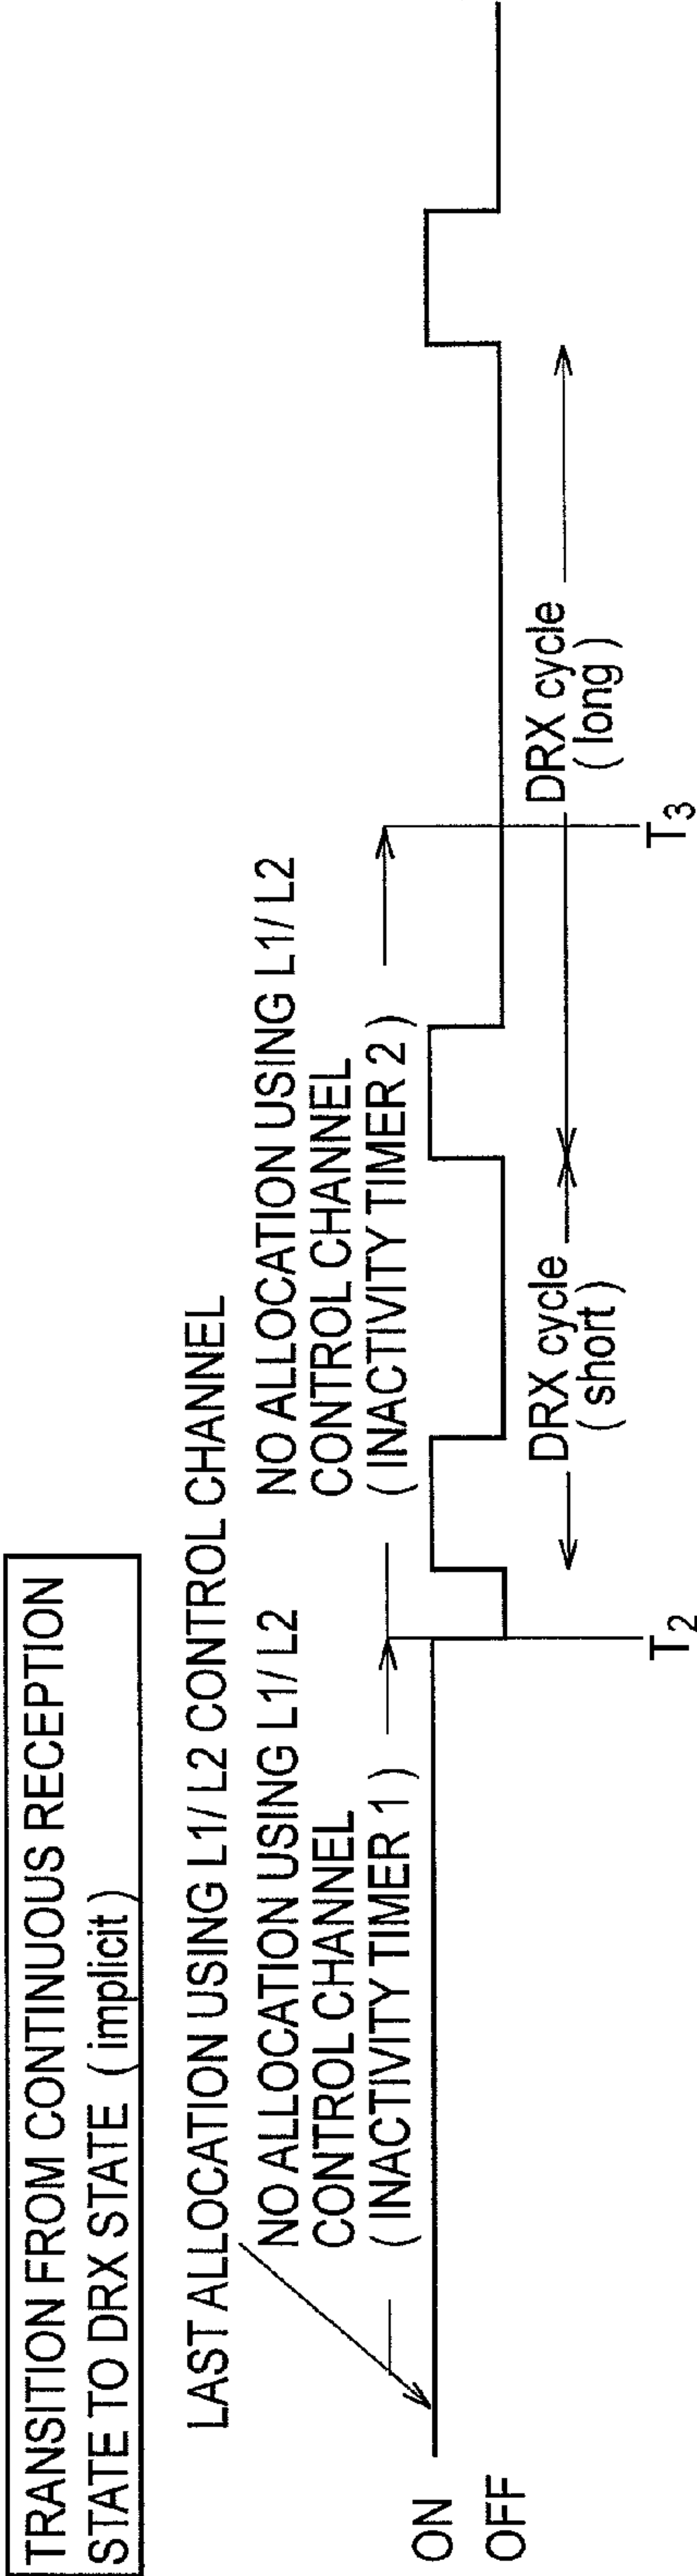 TRANSITION FROM CONTINUOUS RECEPTION
STATE TO DRX STATE ( implicit )
LAST ALLOCATION USING L1/ L2 CONTROL CHANNEL
NO ALLOCATION USING L1/ L2
CONTROL CHANNEL
( INACTIVITY TIMER 1 )
NO ALLOCATION USING L1/ L2
CONTROL CHANNEL
( INACTIVITY TIMER 2 )
ON
OFF
DRX cycle
( short )
DRX cycle
( long )
T2
T3